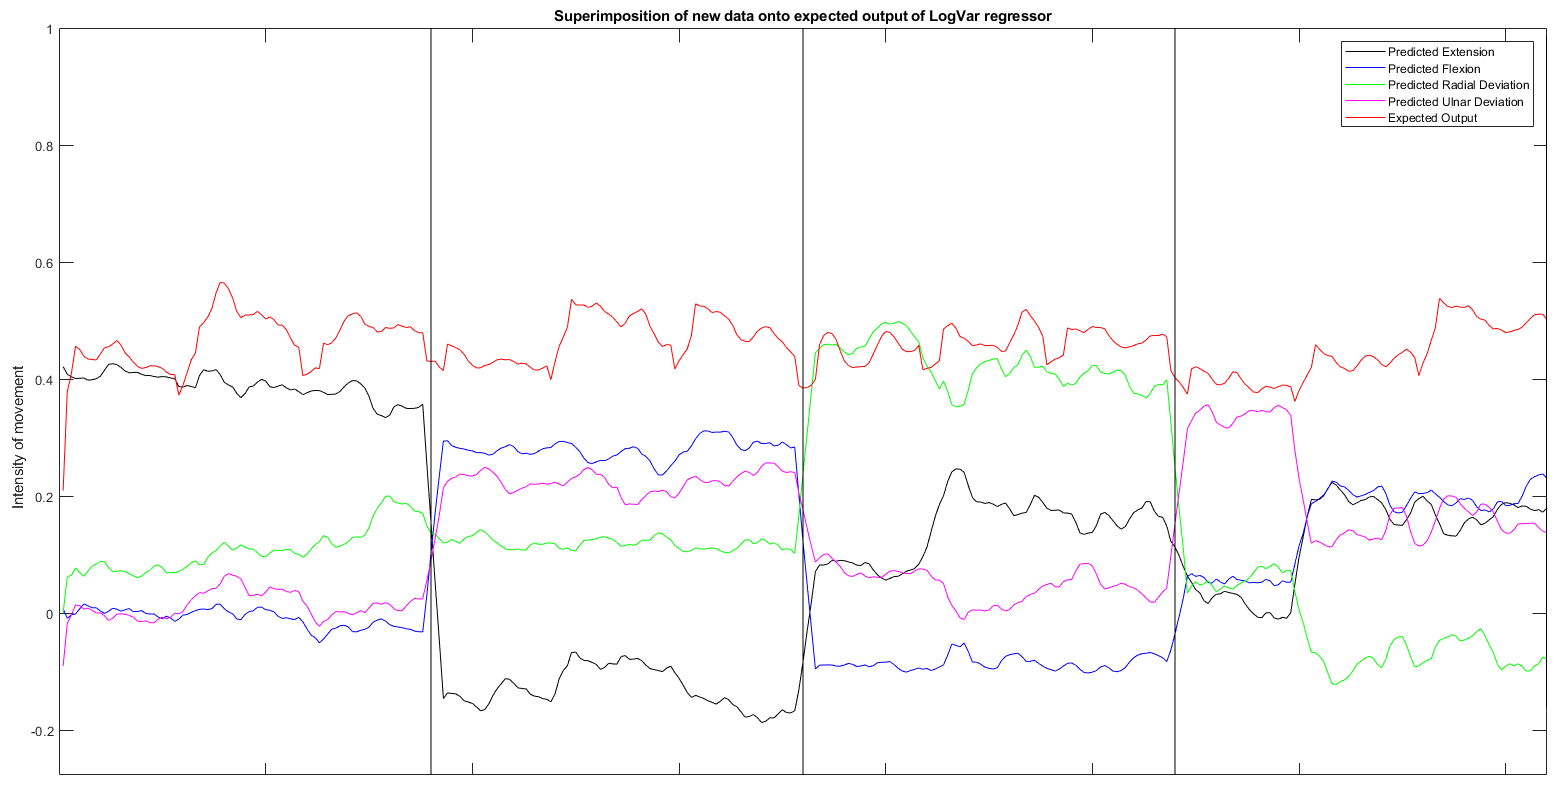 Superimposition of new data onto expected output of LogVar regressor
Intensity of movement
1
0.8
0.6
0.4
0.2
0
-0.2
Predicted Extension
Predicted Flexion
Predicted Radial Deviation
Predicted Ulnar Deviation
Expected Output